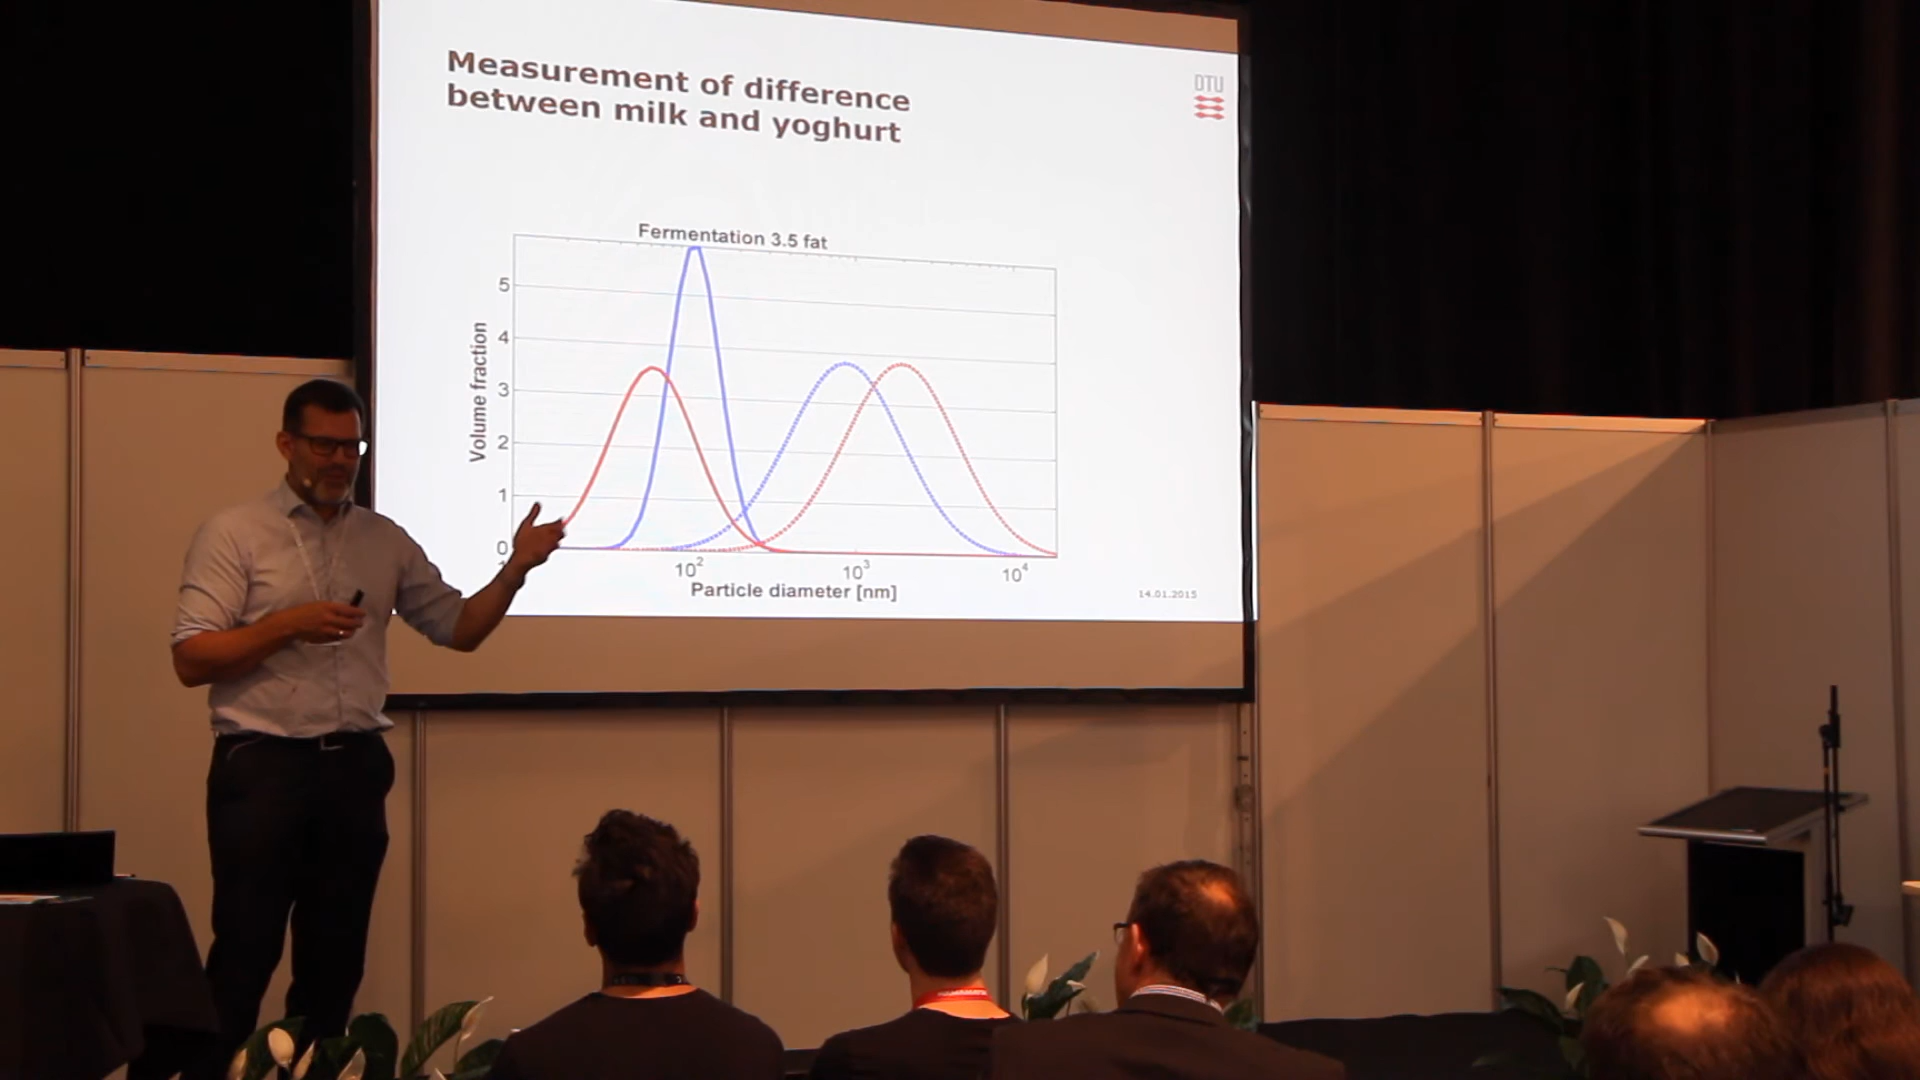 Measurement of difference
between milk and yoghurt
DTU
Fermentation 3.5 fat
Volume fraction
5
4
3
2
1
0
10²
10³
10⁴
Particle diameter [nm]
14.01.2015